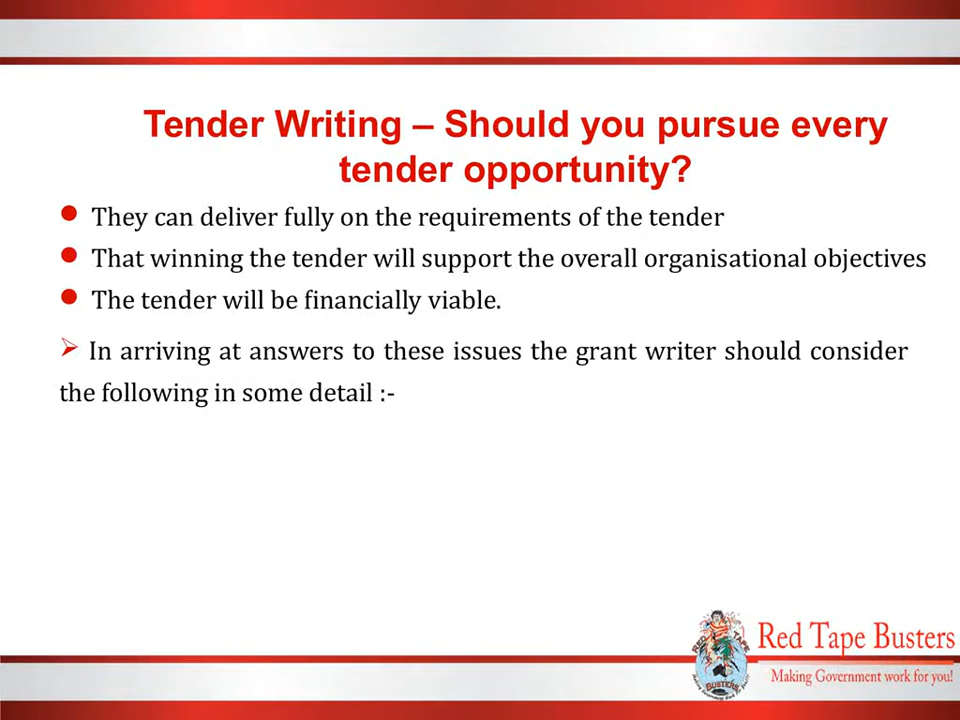 Tender Writing – Should you pursue every
tender opportunity?
● They can deliver fully on the requirements of the tender
● That winning the tender will support the overall organisational objectives
● The tender will be financially viable.
➢ In arriving at answers to these issues the grant writer should consider
the following in some detail :-
RED TAPE
BUSTERS
Red Tape Busters
Making Government work for you!